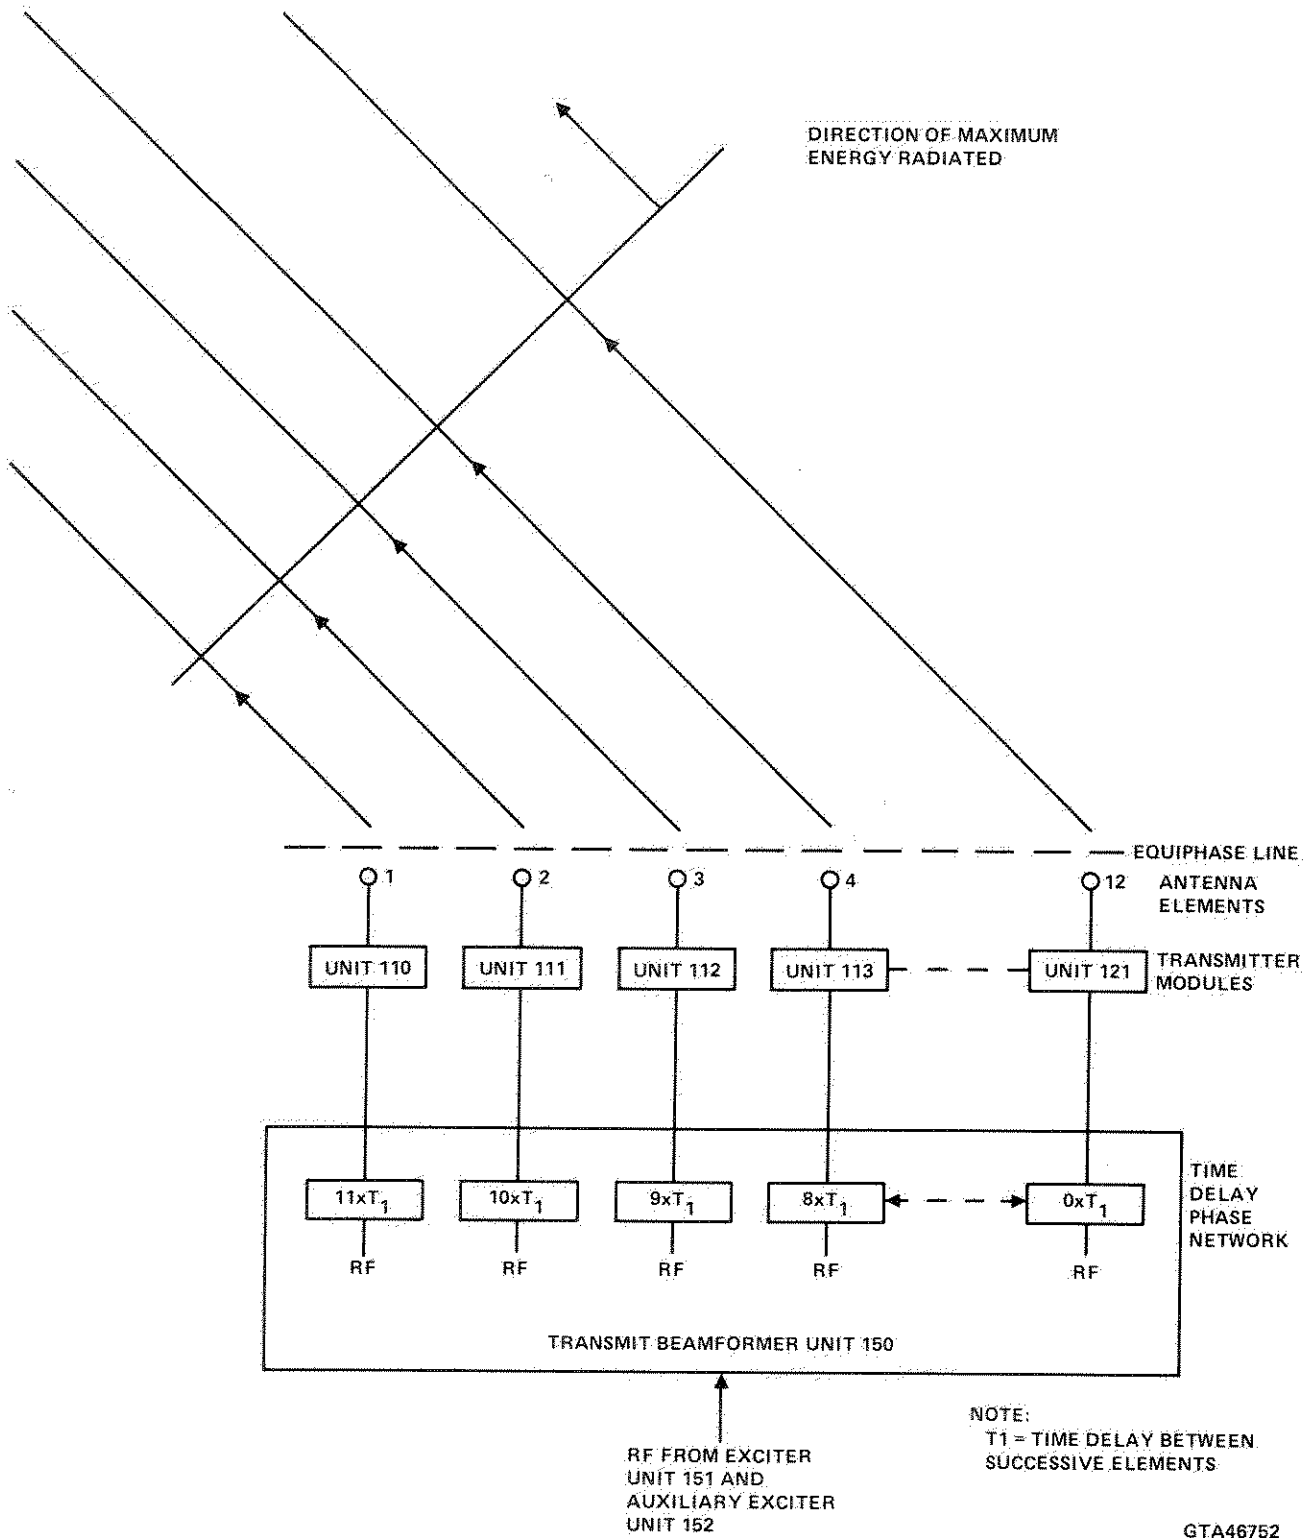 DIRECTION OF MAXIMUM
ENERGY RADIATED
EQUIPHASE LINE
1
2
3
4
12
ANTENNA
ELEMENTS
UNIT 110
UNIT 111
UNIT 112
UNIT 113
UNIT 121
TRANSMITTER
MODULES
11xT1
10xT1
9xT1
8xT1
0xT1
TIME
DELAY
PHASE
NETWORK
RF
RF
RF
RF
RF
TRANSMIT BEAMFORMER UNIT 150
RF FROM EXCITER
UNIT 151 AND
AUXILIARY EXCITER
UNIT 152
NOTE:
T1 = TIME DELAY BETWEEN
SUCCESSIVE ELEMENTS
GTA46752